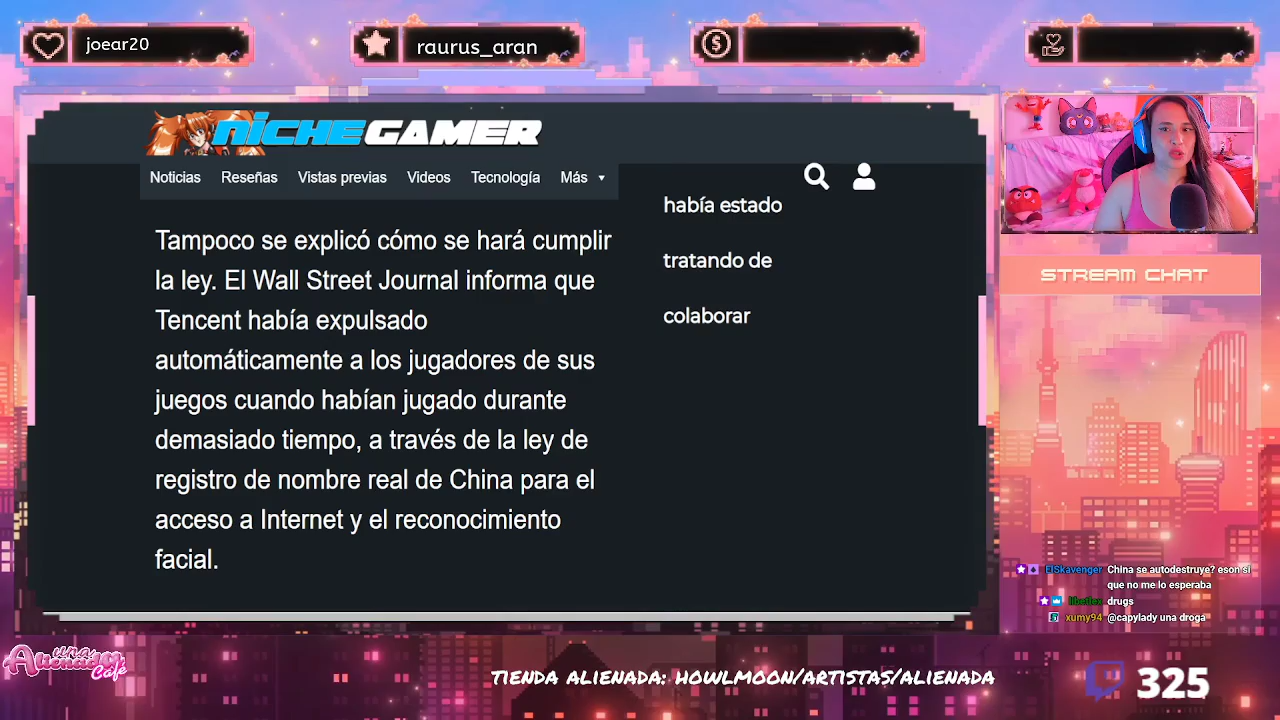 joear20
raurus_aran
NICHEGAMER
Noticias Reseñas Vistas previas Videos Tecnología Más
Tampoco se explicó cómo se hará cumplir
la ley. El Wall Street Journal informa que
Tencent había expulsado
automáticamente a los jugadores de sus
juegos cuando habían jugado durante
demasiado tiempo, a través de la ley de
registro de nombre real de China para el
acceso a Internet y el reconocimiento
facial.
había estado
tratando de
colaborar
STREAM CHAT
ElSkavenger China se autodestruye? eson si
que no me lo esperaba
drugs
xumy94 @capylady una droga
una
Alienada
Cafe
TIENDA ALIENADA: HOWLMOON/ARTISTAS/ALIENADA
325